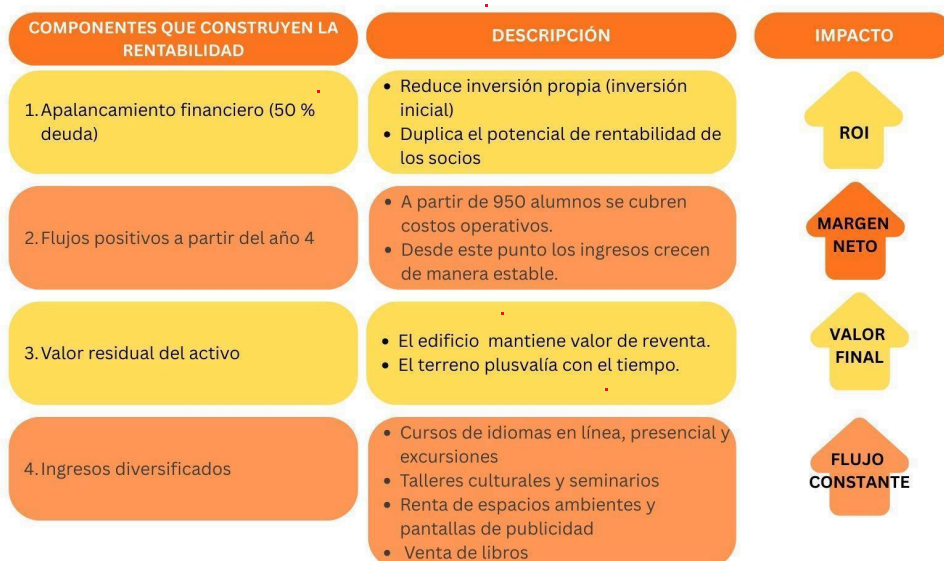 COMPONENTES QUE CONSTRUYEN LA
RENTABILIDAD
DESCRIPCIÓN
IMPACTO
1. Apalancamiento financiero (50 %
deuda)
• Reduce inversión propia (inversión
inicial)
• Duplica el potencial de rentabilidad de
los socios
ROI
2. Flujos positivos a partir del año 4
• A partir de 950 alumnos se cubren
costos operativos.
• Desde este punto los ingresos crecen
de manera estable.
MARGEN
NETO
3. Valor residual del activo
• El edificio mantiene valor de reventa.
• El terreno plusvalía con el tiempo.
VALOR
FINAL
4. Ingresos diversificados
• Cursos de idiomas en línea, presencial y
excursiones
• Talleres culturales y seminarios
• Renta de espacios ambientes y
pantallas de publicidad
• Venta de libros
FLUJO
CONSTANTE